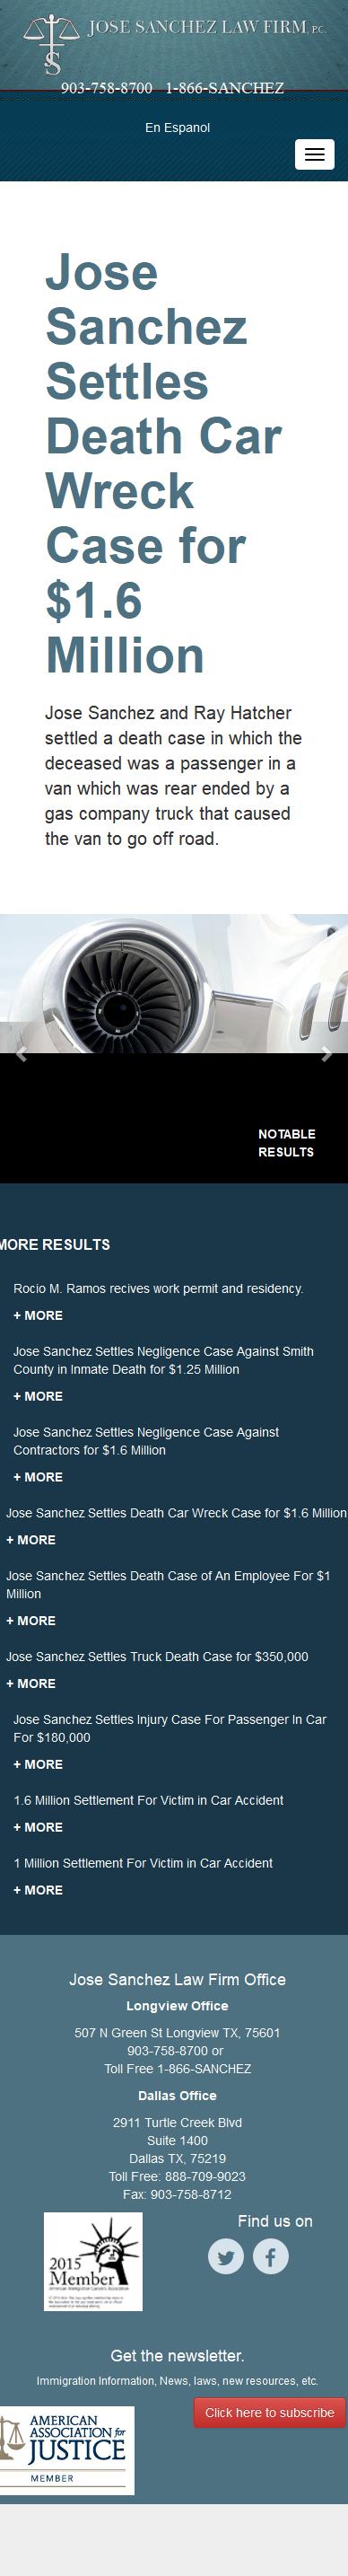 JOSE SANCHEZ LAW FIRM, P.C.
903-758-8700 1-866-SANCHEZ
En Espanol
Jose
Sanchez
Settles
Death Car
Wreck
Case for
$1.6
Million
Jose Sanchez and Ray Hatcher
settled a death case in which the
deceased was a passenger in a
van which was rear ended by a
gas company truck that caused
the van to go off road.
NOTABLE
RESULTS
MORE RESULTS
Rocio M. Ramos recives work permit and residency.
+ MORE
Jose Sanchez Settles Negligence Case Against Smith
County in Inmate Death for $1.25 Million
+ MORE
Jose Sanchez Settles Negligence Case Against
Contractors for $1.6 Million
+ MORE
Jose Sanchez Settles Death Car Wreck Case for $1.6 Million
+ MORE
Jose Sanchez Settles Death Case of An Employee For $1
Million
+ MORE
Jose Sanchez Settles Truck Death Case for $350,000
+ MORE
Jose Sanchez Settles Injury Case For Passenger In Car
For $180,000
+ MORE
1.6 Million Settlement For Victim in Car Accident
+ MORE
1 Million Settlement For Victim in Car Accident
+ MORE
Jose Sanchez Law Firm Office
Longview Office
507 N Green St Longview TX, 75601
903-758-8700 or
Toll Free 1-866-SANCHEZ
Dallas Office
2911 Turtle Creek Blvd
Suite 1400
Dallas TX, 75219
Toll Free: 888-709-9023
Fax: 903-758-8712
Find us on
2015
Member
American Immigration Lawyers Association
Get the newsletter.
Immigration Information, News, laws, new resources, etc.
Click here to subscribe
AMERICAN
ASSOCIATION for
JUSTICE
MEMBER